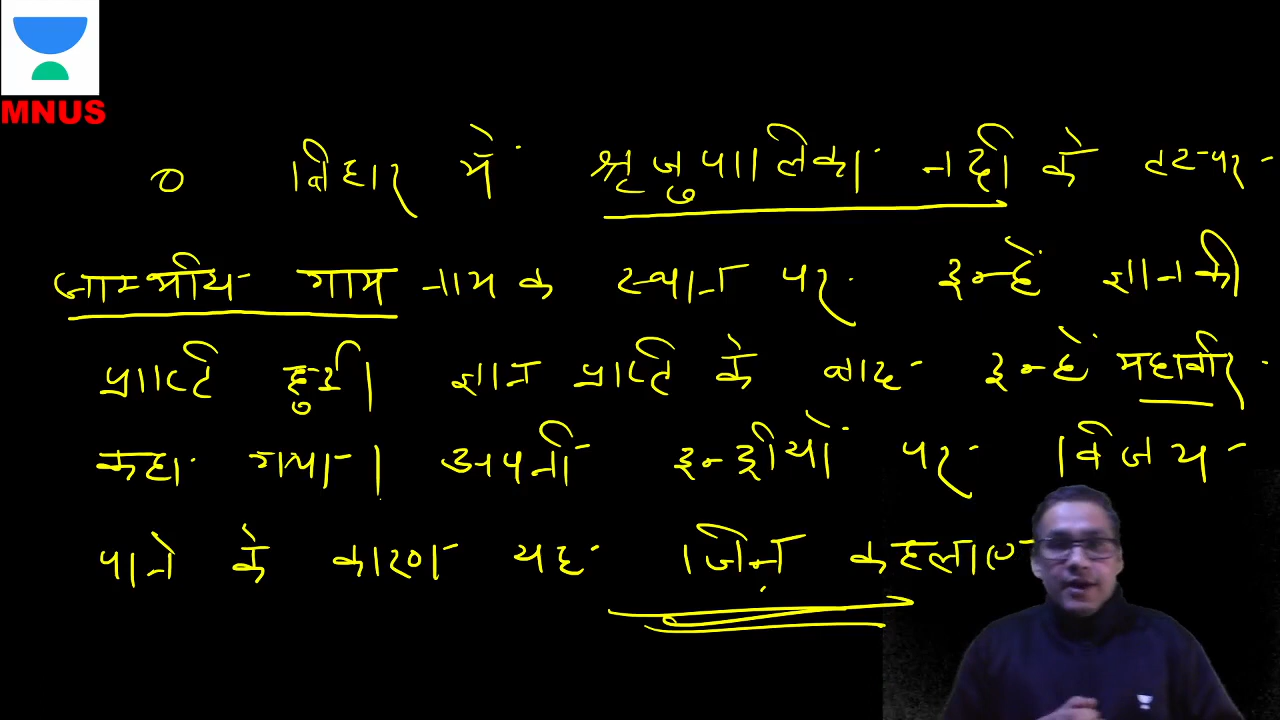 MNUS
० बिहार में ऋजुपालिका नदी के तट पर
जाम्भीय गाम नामक स्थान पर इन्हें ज्ञान की
प्राप्ति हुई। ज्ञान प्राप्ति के बाद इन्हें महावीर
कहा गया। अपनी इन्द्रीयों पर विजय
पाने के कारण यह जिन कहलाए